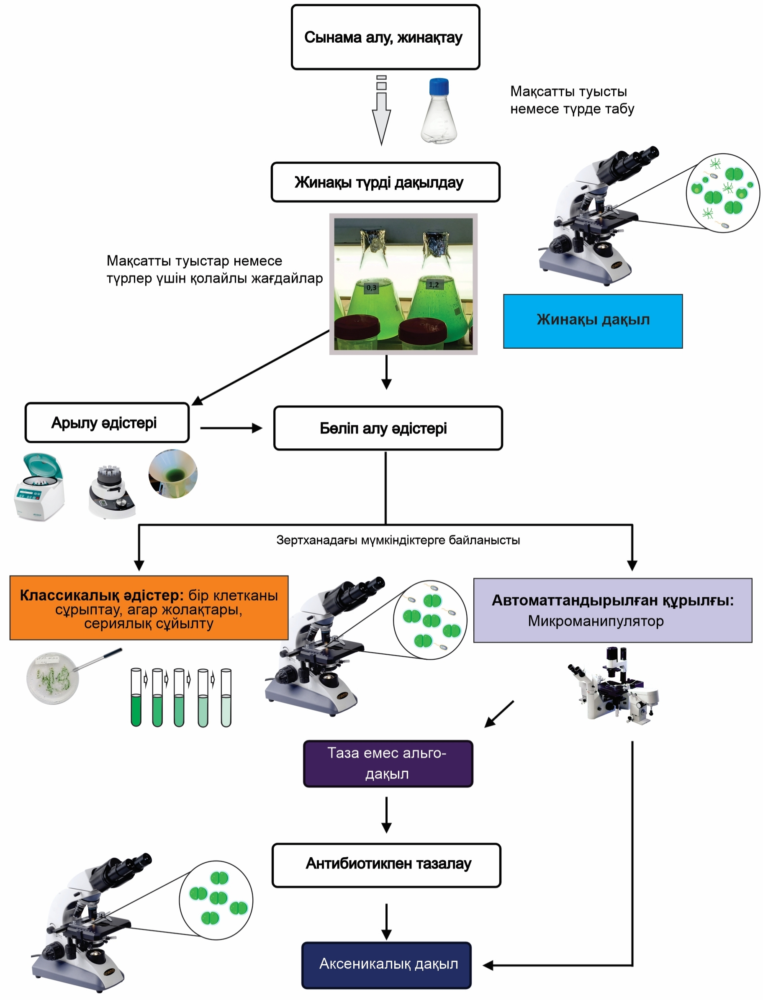 Сынама алу, жинақтау
Мақсатты туысты
немесе түрде табу
Жинақы түрді дақылдау
Мақсатты туыстар немесе
түрлер үшін қолайлы жағдайлар
0,3
1,2
Жинақы дақыл
Арылу әдістері
Бөліп алу әдістері
Зертханадағы мүмкіндіктерге байланысты
Классикалық әдістер: бір клетканы
сұрыптау, агар жолақтары,
сериялық сұйылту
Автоматтандырылған құрылғы:
Микроманипулятор
Таза емес альго-
дақыл
Антибиотикпен тазалау
Аксеникалық дақыл